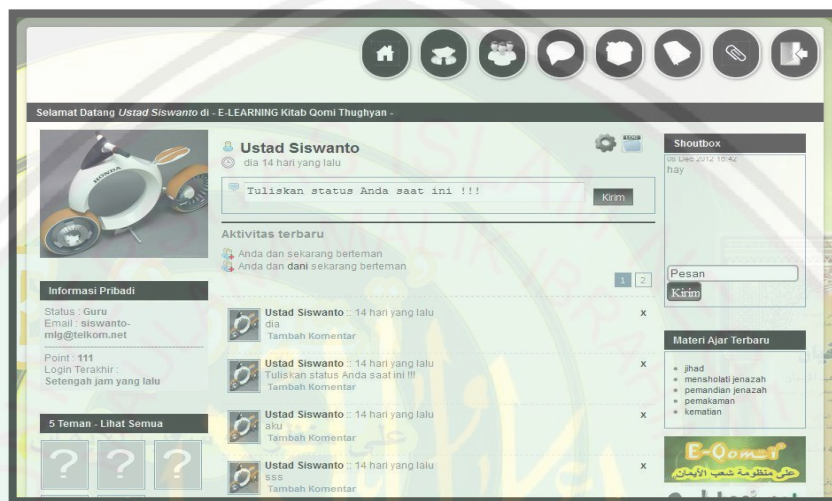 Selamat Datang Ustad Siswanto di - E-LEARNING Kitab Qomi Thughyan -
HONDA
Informasi Pribadi
Status : Guru
Email : siswanto-
mlg@telkom.net
Point : 111
Login Terakhir :
Setengah jam yang lalu
5 Teman - Lihat Semua
? ? ?
Ustad Siswanto
dia 14 hari yang lalu
Tuliskan status Anda saat ini !!!
Kirim
Aktivitas terbaru
Anda dan sekarang berteman
Anda dan dani sekarang berteman
1 2
Ustad Siswanto :: 14 hari yang lalu x
dia
Tambah Komentar
Ustad Siswanto :: 14 hari yang lalu x
Tuliskan status Anda saat ini !!!
Tambah Komentar
Ustad Siswanto :: 14 hari yang lalu x
aku
Tambah Komentar
Ustad Siswanto :: 14 hari yang lalu x
sss
Tambah Komentar
Shoutbox
08 Dec 2012 16:42
hay
Pesan
Kirim
Materi Ajar Terbaru
jihad
mensholati jenazah
pemandian jenazah
pemakaman
kematian
E-Qomi
على منظومة شعب الأيمان